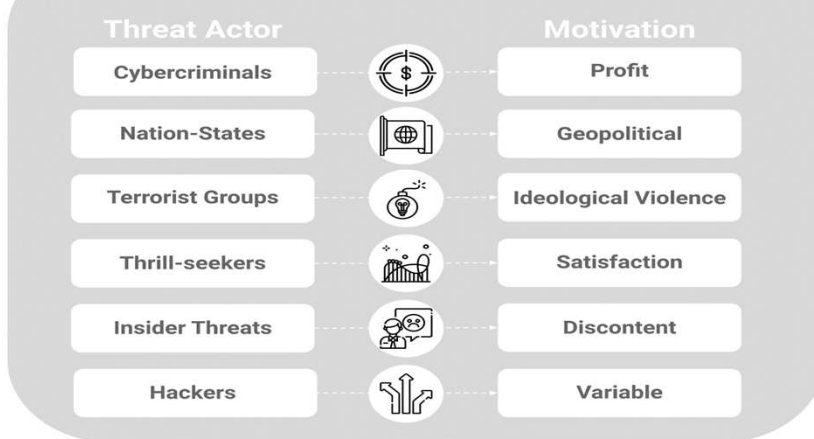 Threat Actor Motivation
Cybercriminals $ Profit
Nation-States Geopolitical
Terrorist Groups Ideological Violence
Thrill-seekers Satisfaction
Insider Threats Discontent
Hackers Variable